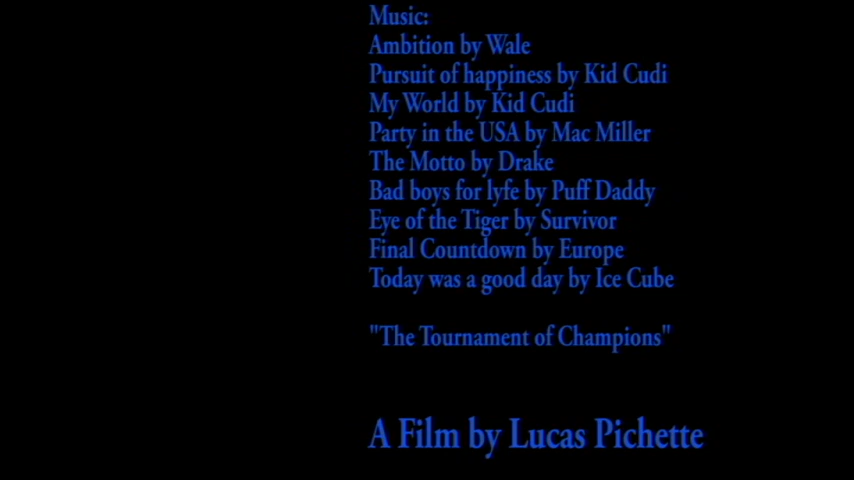 Music:
Ambition by Wale
Pursuit of happiness by Kid Cudi
My World by Kid Cudi
Party in the USA by Mac Miller
The Motto by Drake
Bad boys for lyfe by Puff Daddy
Eye of the Tiger by Survivor
Final Countdown by Europe
Today was a good day by Ice Cube
"The Tournament of Champions"
A Film by Lucas Pichette